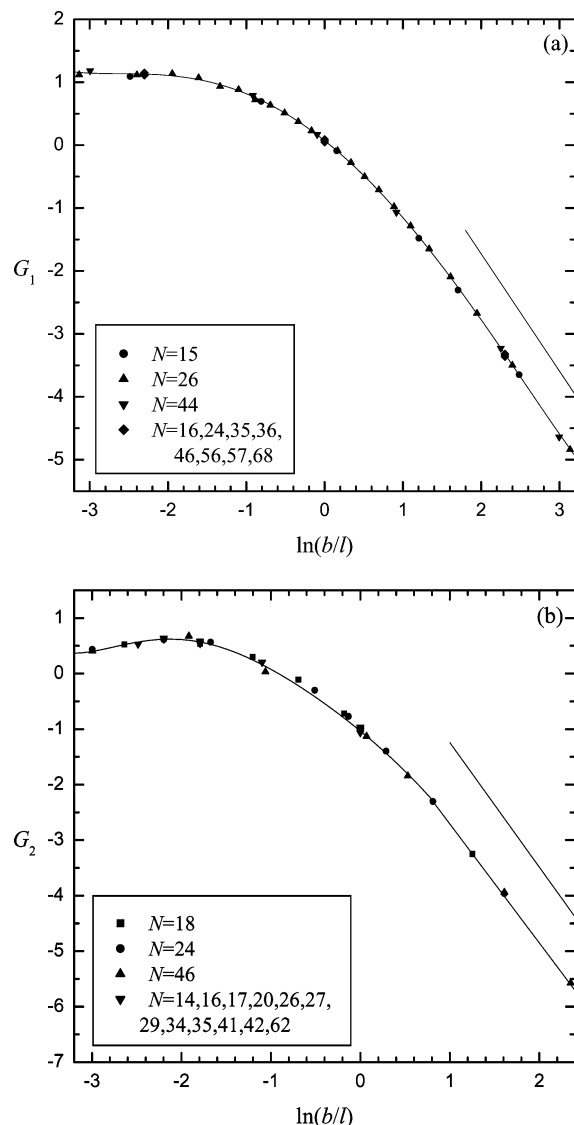 (a)
2
1
0
-1
-2
-3
-4
-5
G1
N=15
N=26
N=44
N=16,24,35,36,
46,56,57,68
-3 -2 -1 0 1 2 3
ln(b/l)
(b)
1
0
-1
-2
-3
-4
-5
-6
-7
G2
N=18
N=24
N=46
N=14,16,17,20,26,27,
29,34,35,41,42,62
-3 -2 -1 0 1 2
ln(b/l)